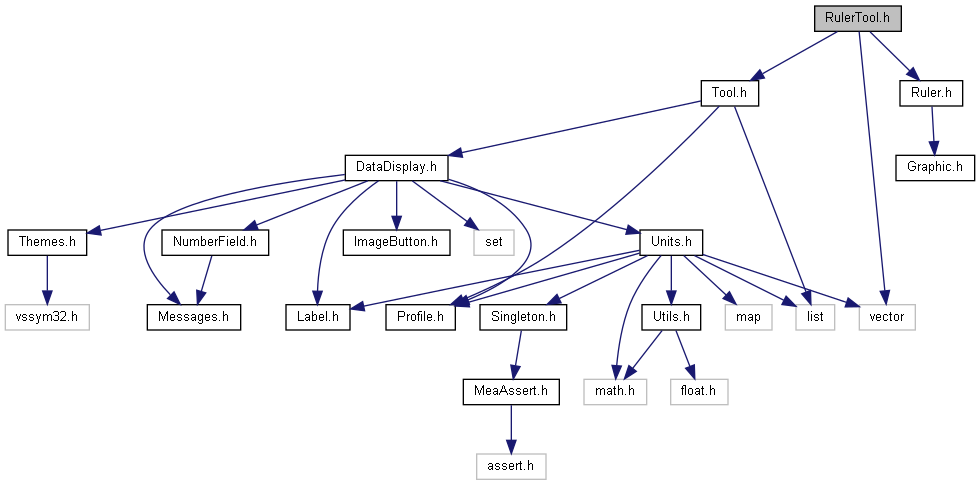 RulerTool.h
Tool.h
Ruler.h
DataDisplay.h
Graphic.h
Themes.h
NumberField.h
ImageButton.h
set
Units.h
vssym32.h
Messages.h
Label.h
Profile.h
Singleton.h
Utils.h
map
list
vector
MeaAssert.h
math.h
float.h
assert.h